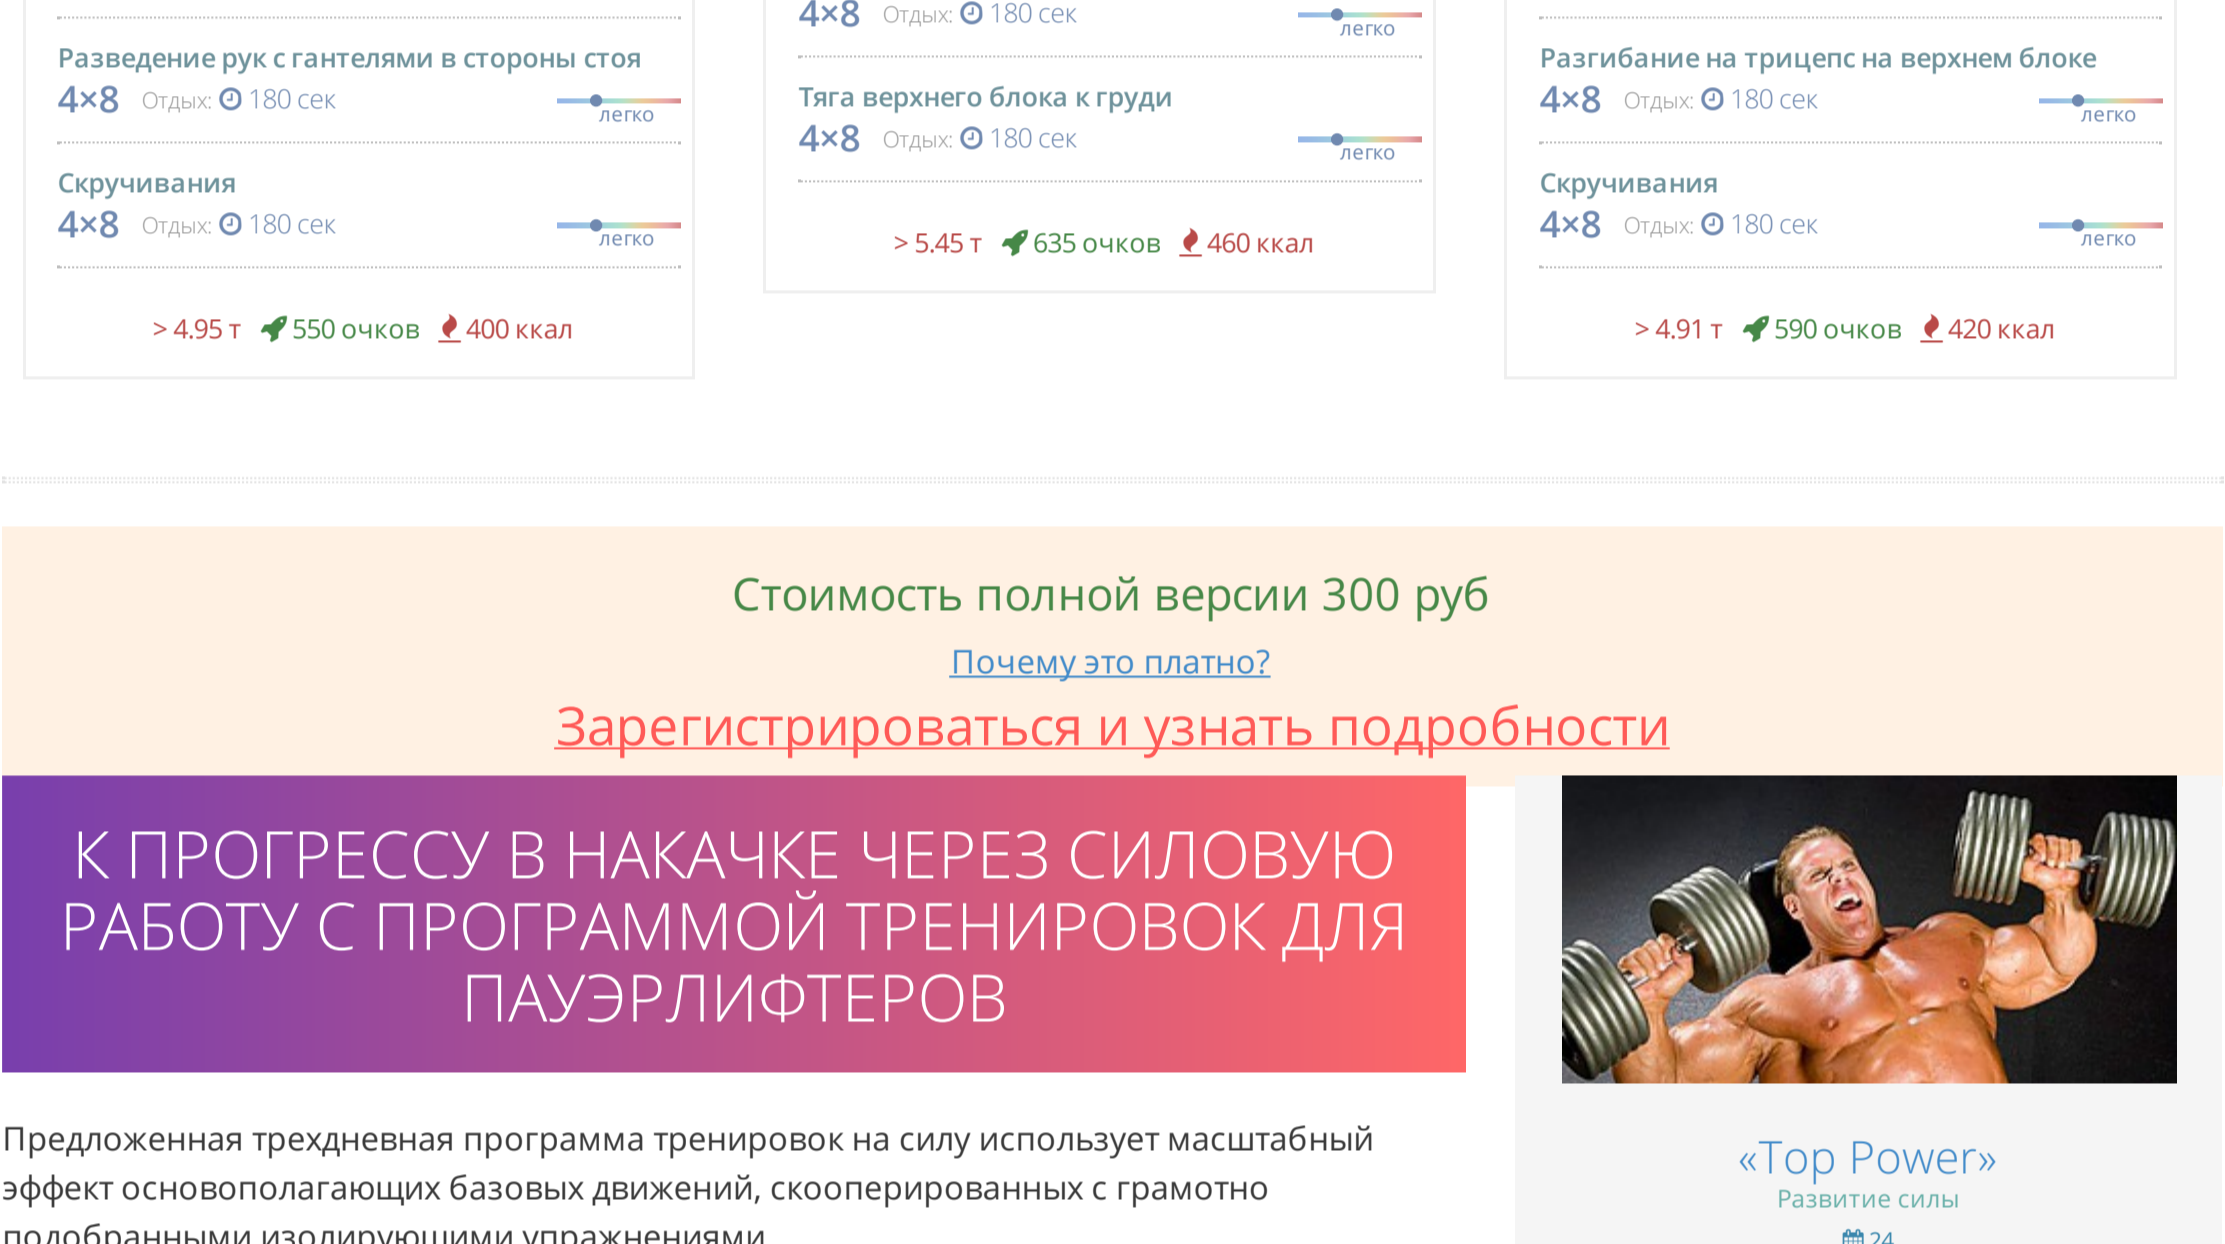 Разведение рук с гантелями в стороны стоя
4×8 Отдых: 180 сек
легко
Скручивания
4×8 Отдых: 180 сек
легко
> 4.95 т 550 очков 400 ккал
4×8 Отдых: 180 сек
легко
Тяга верхнего блока к груди
4×8 Отдых: 180 сек
легко
> 5.45 т 635 очков 460 ккал
Разгибание на трицепс на верхнем блоке
4×8 Отдых: 180 сек
легко
Скручивания
4×8 Отдых: 180 сек
легко
> 4.91 т 590 очков 420 ккал
Стоимость полной версии 300 руб
Почему это платно?
Зарегистрироваться и узнать подробности
К ПРОГРЕССУ В НАКАЧКЕ ЧЕРЕЗ СИЛОВУЮ
РАБОТУ С ПРОГРАММОЙ ТРЕНИРОВОК ДЛЯ
ПАУЭРЛИФТЕРОВ
Предложенная трехдневная программа тренировок на силу использует масштабный
эффект основополагающих базовых движений, скооперированных с грамотно
подобранными изолирующими упражнениями
«Top Power»
Развитие силы
24